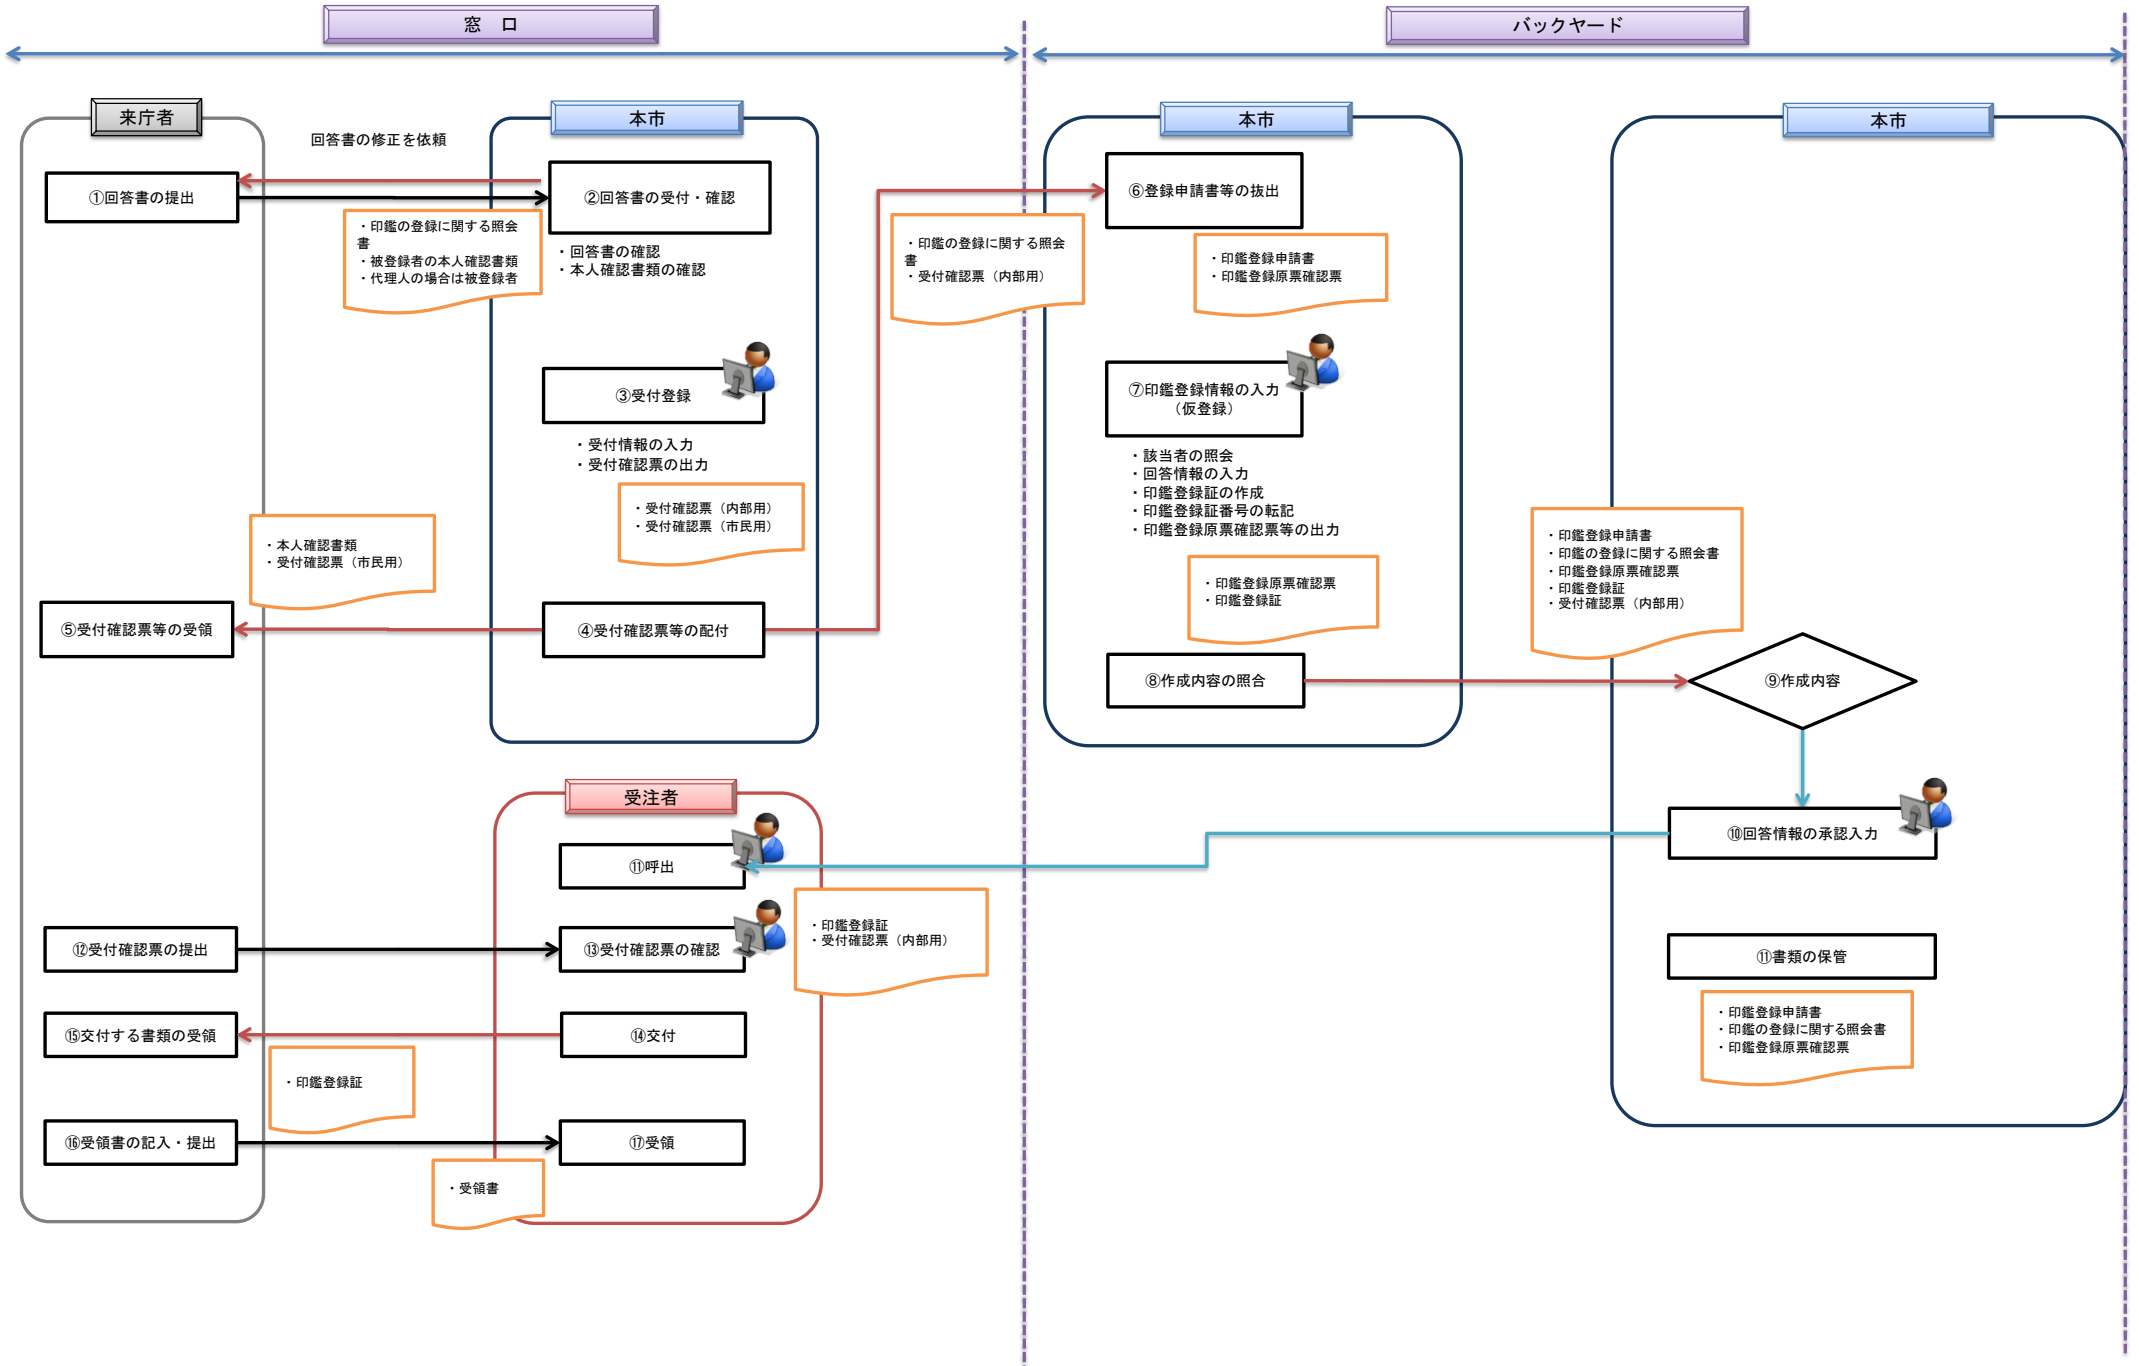 窓　口
バックヤード
来庁者
回答書の修正を依頼
本市
①回答書の提出
②回答書の受付・確認
・印鑑の登録に関する照会
書
・被登録者の本人確認書類
・代理人の場合は被登録者
・回答書の確認
・本人確認書類の確認
③受付登録
・受付情報の入力
・受付確認票の出力
・受付確認票（内部用）
・受付確認票（市民用）
・本人確認書類
・受付確認票（市民用）
⑤受付確認票等の受領
④受付確認票等の配付
・印鑑の登録に関する照会
書
・受付確認票（内部用）
本市
⑥登録申請書等の抜出
・印鑑登録申請書
・印鑑登録原票確認票
⑦印鑑登録情報の入力
（仮登録）
・該当者の照会
・回答情報の入力
・印鑑登録証の作成
・印鑑登録証番号の転記
・印鑑登録原票確認票等の出力
・印鑑登録原票確認票
・印鑑登録証
⑧作成内容の照合
本市
・印鑑登録申請書
・印鑑の登録に関する照会書
・印鑑登録原票確認票
・印鑑登録証
・受付確認票（内部用）
⑨作成内容
⑩回答情報の承認入力
⑪書類の保管
・印鑑登録申請書
・印鑑の登録に関する照会書
・印鑑登録原票確認票
受注者
⑪呼出
⑫受付確認票の提出
⑬受付確認票の確認
・印鑑登録証
・受付確認票（内部用）
⑮交付する書類の受領
⑭交付
・印鑑登録証
⑯受領書の記入・提出
⑰受領
・受領書